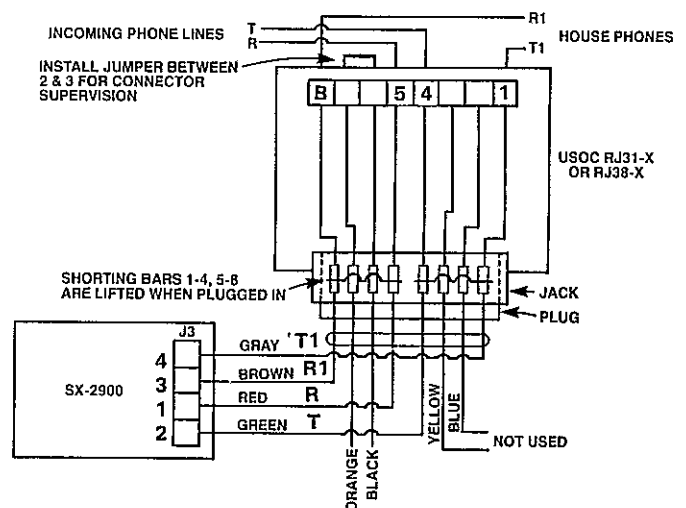 INCOMING PHONE LINES
T
R
R1
T1
HOUSE PHONES
INSTALL JUMPER BETWEEN
2 & 3 FOR CONNECTOR
SUPERVISION
8 5 4 1
USOC RJ31-X
OR RJ38-X
SHORTING BARS 1-4, 5-8
ARE LIFTED WHEN PLUGGED IN
JACK
PLUG
J3
SX-2900
4 GRAY 'T1
3 BROWN R1
1 RED R
2 GREEN T
ORANGE
BLACK
YELLOW
BLUE
NOT USED